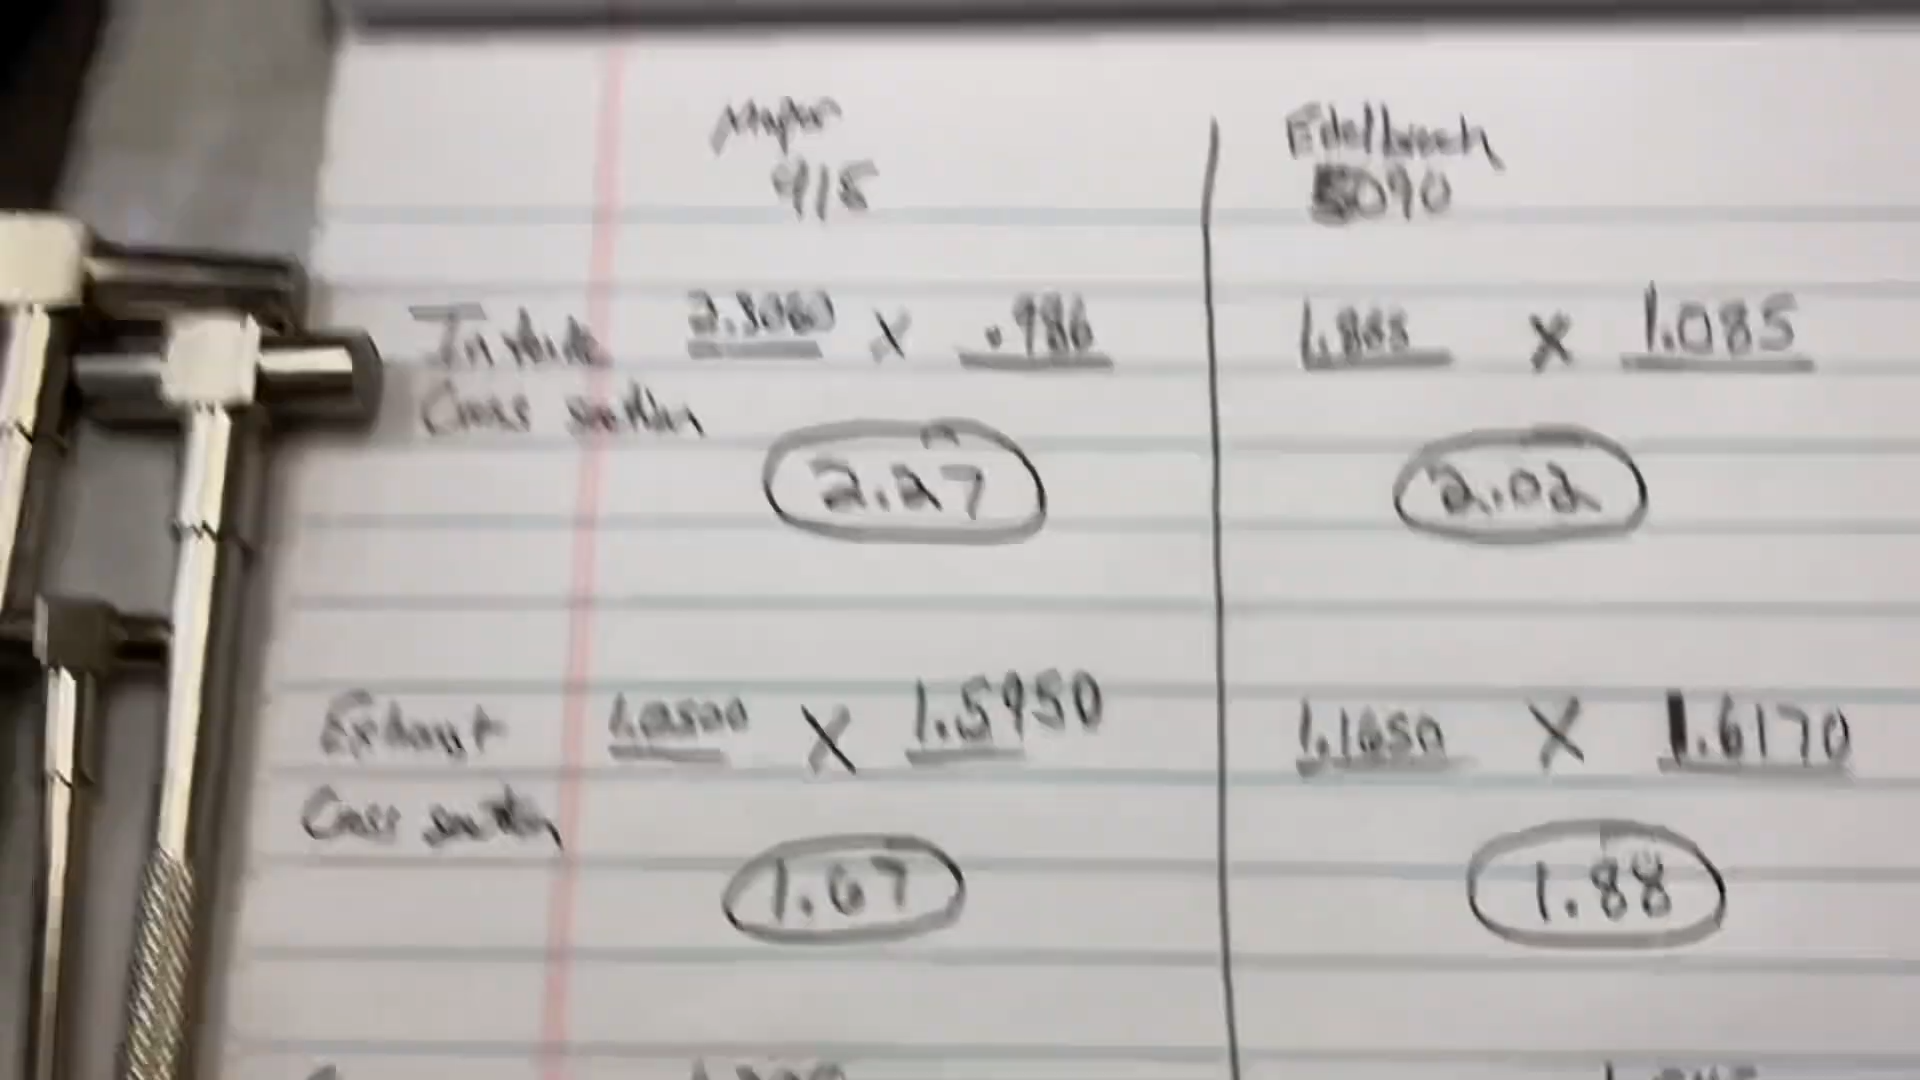 Mopar
915
Edelbrock
5090
Intake 2.3060 X .986
Cross section
2.27
1.865 X 1.085
2.02
Exhaust 1.0500 X 1.5950
Cross section
1.67
1.1650 X 1.6170
1.88